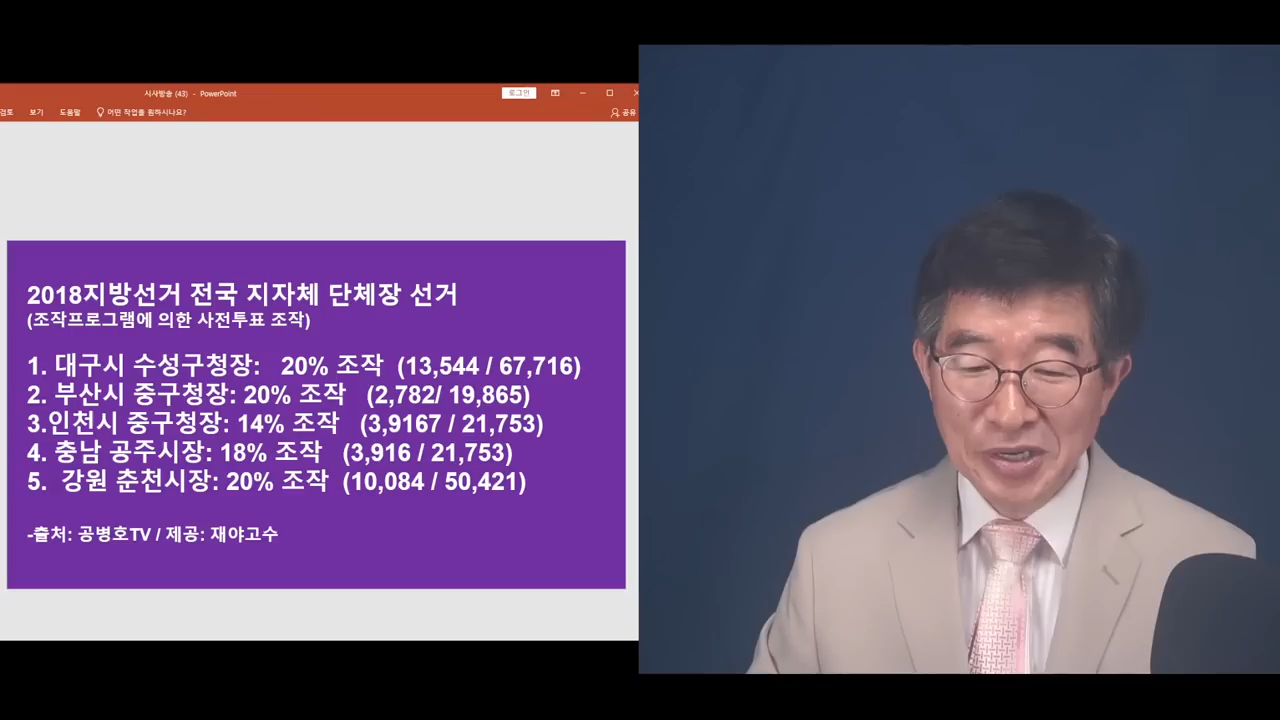 시사방송 (43) - PowerPoint
로그인
검토 보기 도움말 어떤 작업을 원하시나요? 공유
2018지방선거 전국 지자체 단체장 선거
(조작프로그램에 의한 사전투표 조작)
1. 대구시 수성구청장: 20% 조작 (13,544 / 67,716)
2. 부산시 중구청장: 20% 조작 (2,782/ 19,865)
3.인천시 중구청장: 14% 조작 (3,9167 / 21,753)
4. 충남 공주시장: 18% 조작 (3,916 / 21,753)
5. 강원 춘천시장: 20% 조작 (10,084 / 50,421)
-출처: 공병호TV / 제공: 재야고수